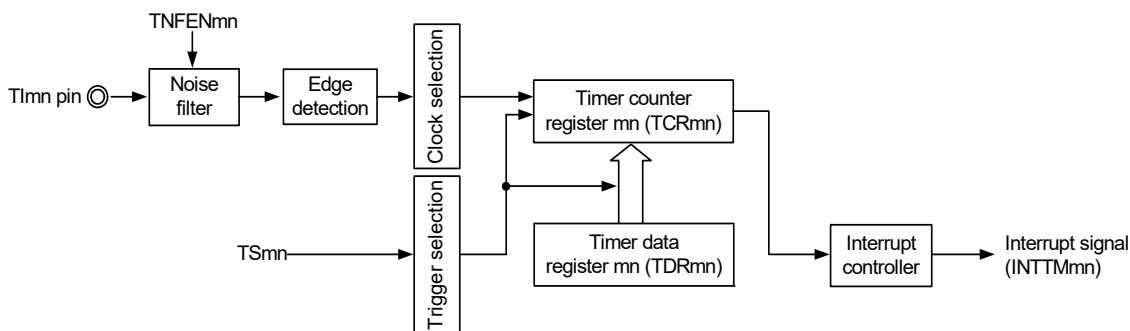 TNFENmn
TImn pin
Noise
filter
Edge
detection
Clock selection
Timer counter
register mn (TCRmn)
TSmn
Trigger selection
Timer data
register mn (TDRmn)
Interrupt
controller
Interrupt signal
(INTTMmn)